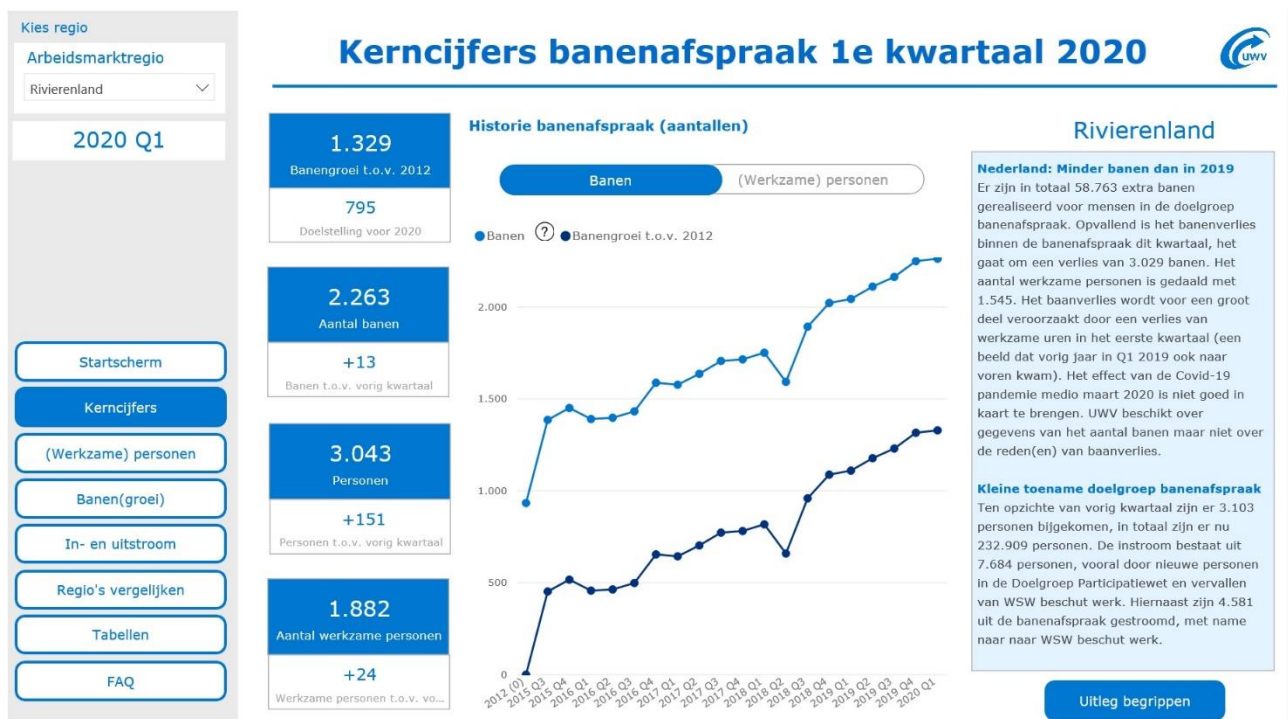 Kies regio
Arbeidsmarktregio
Rivierenland
2020 Q1
Startscherm
Kerncijfers
(Werkzame) personen
Banen(groei)
In- en uitstroom
Regio's vergelijken
Tabellen
FAQ
Kerncijfers banenafspraak 1e kwartaal 2020
UWV
1.329
Banengroei t.o.v. 2012
795
Doelstelling voor 2020
2.263
Aantal banen
+13
Banen t.o.v. vorig kwartaal
3.043
Personen
+151
Personen t.o.v. vorig kwartaal
1.882
Aantal werkzame personen
+24
Werkzame personen t.o.v. vo...
Historie banenafspraak (aantallen)
Banen
(Werkzame) personen
Banen ? Banengroei t.o.v. 2012
2.000
1.500
1.000
500
0
2012 (0)
2015 Q3
2015 Q4
2016 Q1
2016 Q2
2016 Q3
2016 Q4
2017 Q1
2017 Q2
2017 Q3
2017 Q4
2018 Q1
2018 Q2
2018 Q3
2018 Q4
2019 Q1
2019 Q2
2019 Q3
2019 Q4
2020 Q1
Rivierenland
Nederland: Minder banen dan in 2019
Er zijn in totaal 58.763 extra banen
gerealiseerd voor mensen in de doelgroep
banenafspraak. Opvallend is het banenverlies
binnen de banenafspraak dit kwartaal, het
gaat om een verlies van 3.029 banen. Het
aantal werkzame personen is gedaald met
1.545. Het baanverlies wordt voor een groot
deel veroorzaakt door een verlies van
werkzame uren in het eerste kwartaal (een
beeld dat vorig jaar in Q1 2019 ook naar
voren kwam). Het effect van de Covid-19
pandemie medio maart 2020 is niet goed in
kaart te brengen. UWV beschikt over
gegevens van het aantal banen maar niet over
de reden(en) van baanverlies.
Kleine toename doelgroep banenafspraak
Ten opzichte van vorig kwartaal zijn er 3.103
personen bijgekomen, in totaal zijn er nu
232.909 personen. De instroom bestaat uit
7.684 personen, vooral door nieuwe personen
in de Doelgroep Participatiewet en vervallen
van WSW beschut werk. Hiernaast zijn 4.581
uit de banenafspraak gestroomd, met name
naar naar WSW beschut werk.
Uitleg begrippen